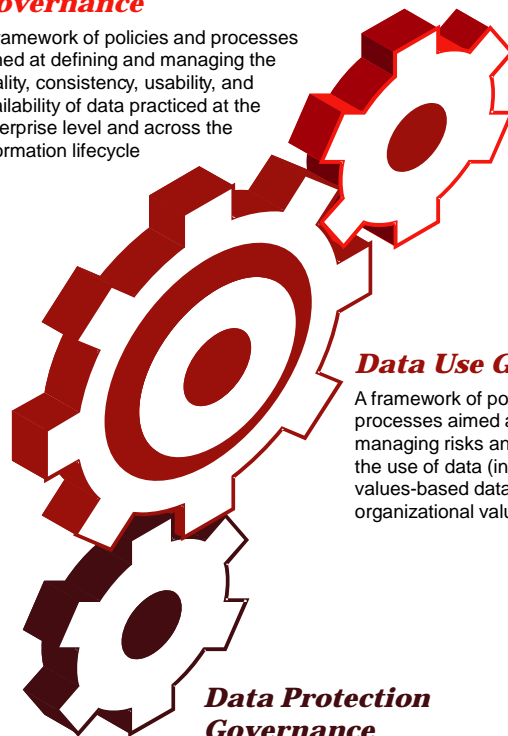 overnance
ramework of policies and processes
ned at defining and managing the
ality, consistency, usability, and
ilability of data practiced at the
erprise level and across the
ormation lifecycle
Data Use G
A framework of po
processes aimed a
managing risks an
the use of data (in
values-based data
organizational valu
Data Protection
Governance